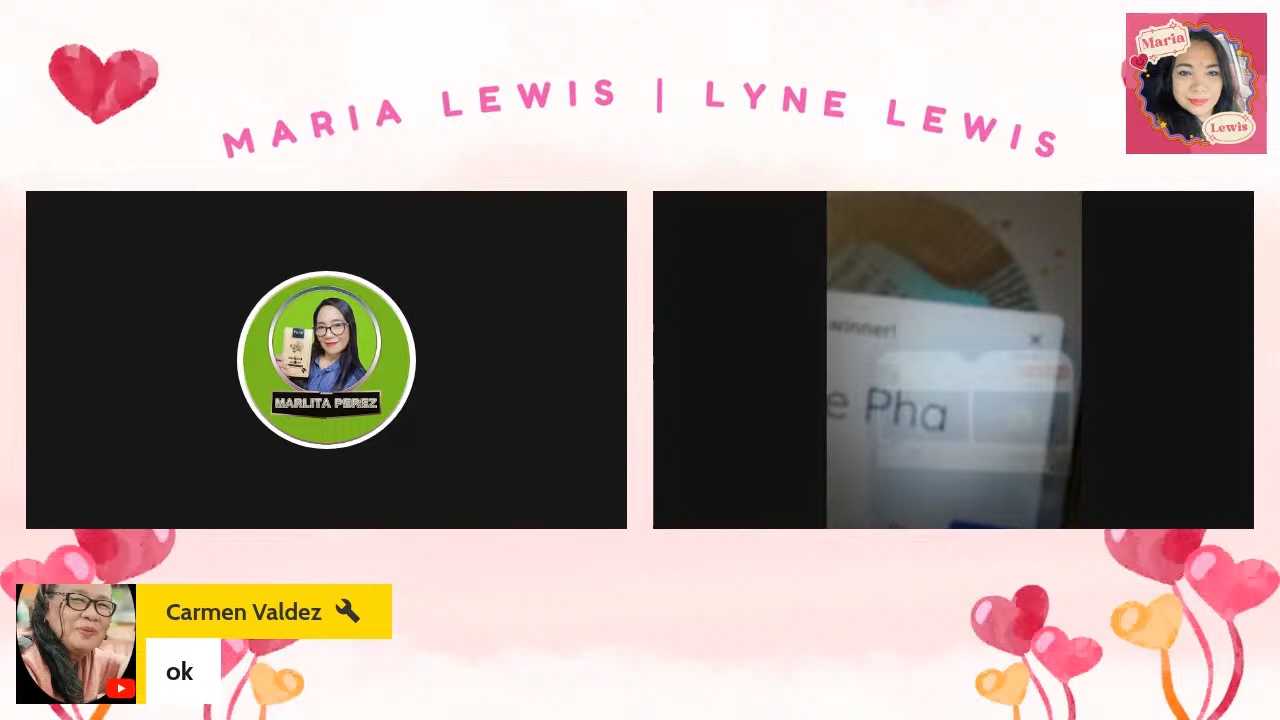 MARIA LEWIS | LYNE LEWIS
Maria
Lewis
MARLITA PEREZ
winner!
e Pha
Carmen Valdez
ok